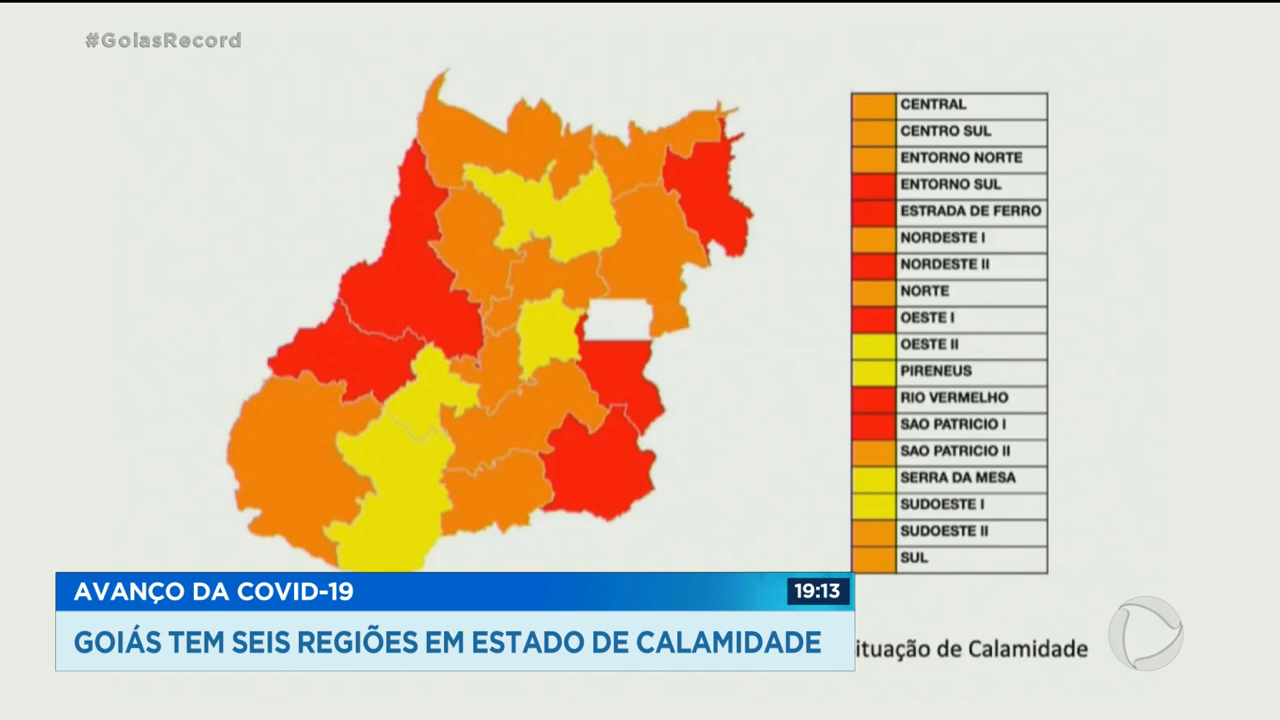 #GoiasRecord
CENTRAL
CENTRO SUL
ENTORNO NORTE
ENTORNO SUL
ESTRADA DE FERRO
NORDESTE I
NORDESTE II
NORTE
OESTE I
OESTE II
PIRENEUS
RIO VERMELHO
SAO PATRICIO I
SAO PATRICIO II
SERRA DA MESA
SUDOESTE I
SUDOESTE II
SUL
AVANÇO DA COVID-19
19:13
GOIÁS TEM SEIS REGIÕES EM ESTADO DE CALAMIDADE
ituação de Calamidade